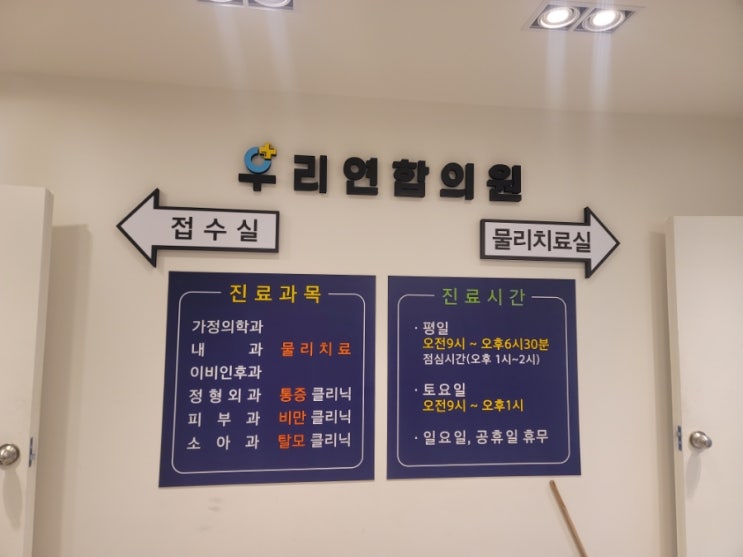 우리연합의원
접수실
물리치료실
진료과목
가정의학과
내 과 물리치료
이비인후과
정형외과 통증 클리닉
피 부 과 비만 클리닉
소 아 과 탈모 클리닉
진료시간
· 평일
오전9시 ~ 오후6시30분
점심시간(오후 1시~2시)
· 토요일
오전9시 ~ 오후1시
· 일요일, 공휴일 휴무